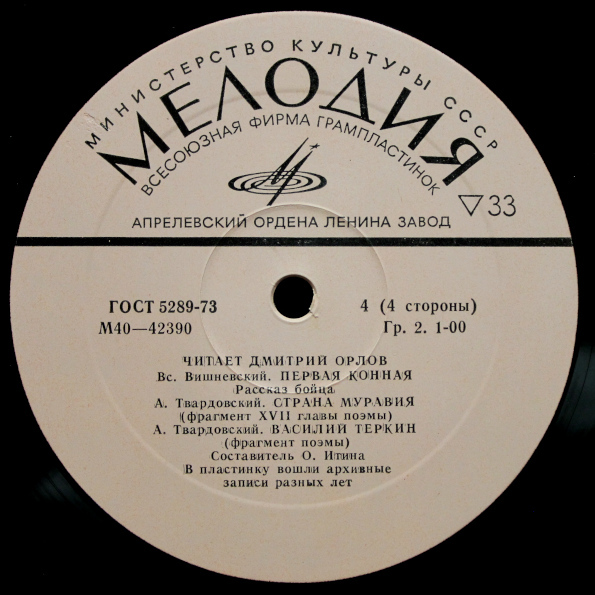 МИНИСТЕРСТВО КУЛЬТУРЫ СССР
МЕЛОДИЯ
ВСЕСОЮЗНАЯ ФИРМА ГРАМПЛАСТИНОК
33
АПРЕЛЕВСКИЙ ОРДЕНА ЛЕНИНА ЗАВОД
ГОСТ 5289-73 4 (4 стороны)
М40—42390 Гр. 2. 1-00
ЧИТАЕТ ДМИТРИЙ ОРЛОВ
Вс. Вишневский. ПЕРВАЯ КОННАЯ
Рассказ бойца
А. Твардовский. СТРАНА МУРАВИЯ
(фрагмент XVII главы поэмы)
А. Твардовский. ВАСИЛИЙ ТЕРКИН
(фрагмент поэмы)
Составитель О. Итина
В пластинку вошли архивные
записи разных лет